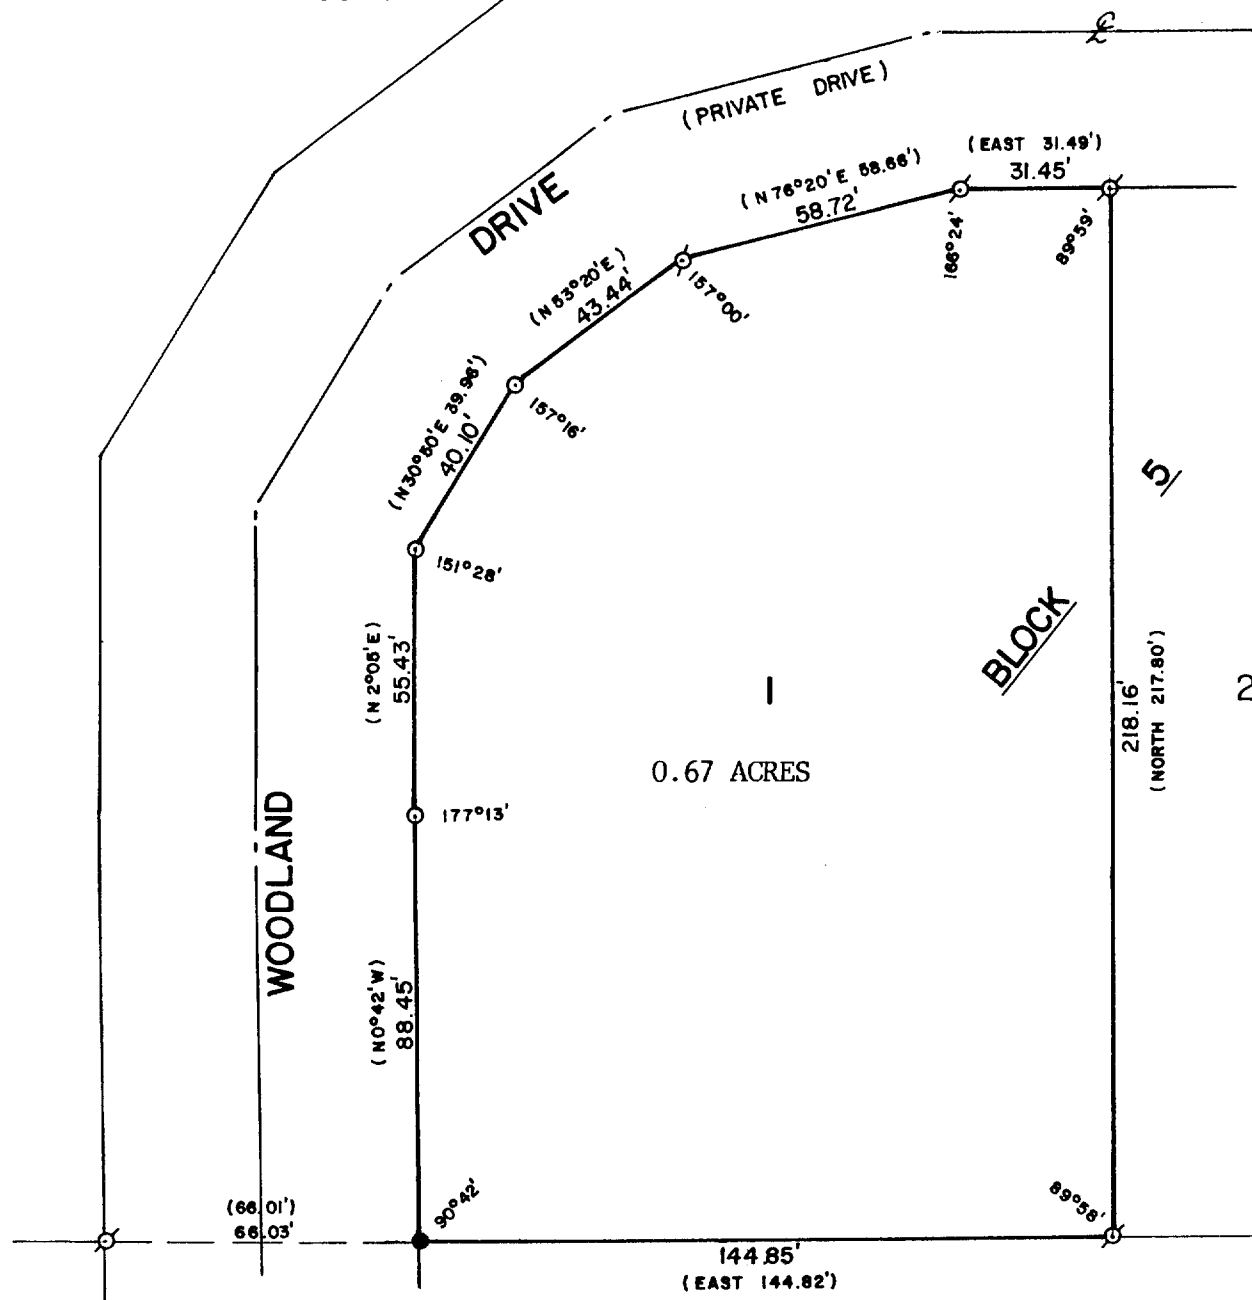 ℄
(PRIVATE DRIVE)
(EAST 31.49')
31.45'
(N 76°20'E 58.66')
58.72'
166°24'
89°59'
DRIVE
(N 53°20'E)
43.44'
157°00'
(N 30°50'E 39.96')
40.10'
157°16'
5
151°28'
BLOCK
(N 2°05'E)
55.43'
1
218.16'
(NORTH 217.80')
2
0.67 ACRES
WOODLAND
177°13'
(N0°42'W)
88.45'
(66.01')
66.03'
90°42'
89°58'
144.85'
(EAST 144.82')